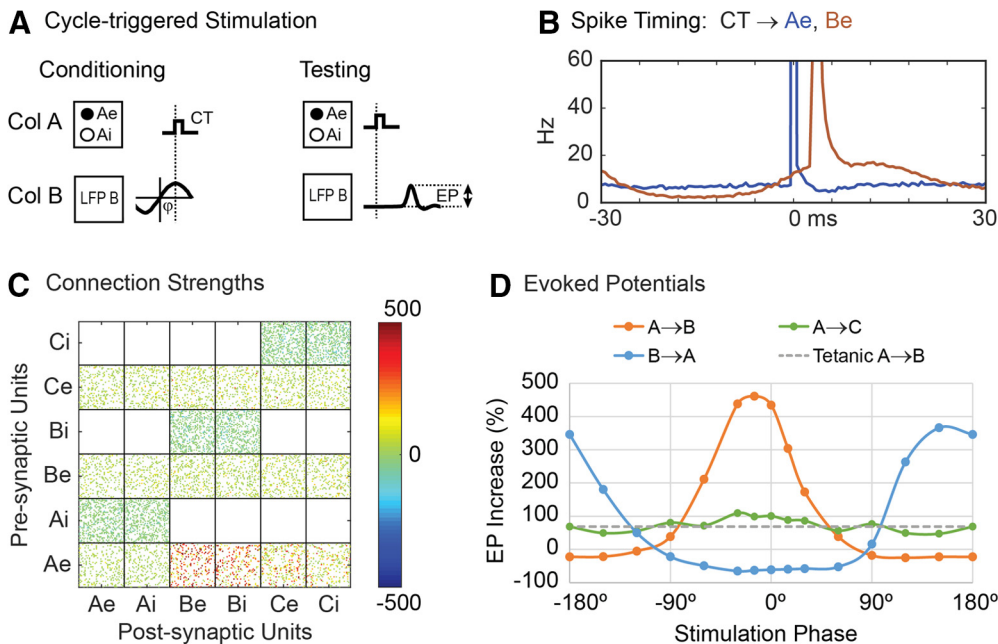 A Cycle-triggered Stimulation
Conditioning
Testing
Col A
Ae
Ai
CT
Ae
Ai
Col B
LFP B
φ
LFP B
EP
B Spike Timing: CT → Ae, Be
60
40
20
0
Hz
-30
0 ms
30
C Connection Strengths
Pre-synaptic Units
Ci
Ce
Bi
Be
Ai
Ae
Ae Ai Be Bi Ce Ci
Post-synaptic Units
500
0
-500
D Evoked Potentials
A→B
A→C
B→A
Tetanic A→B
EP Increase (%)
500
400
300
200
100
0
-100
-180º -90º 0º 90º 180º
Stimulation Phase